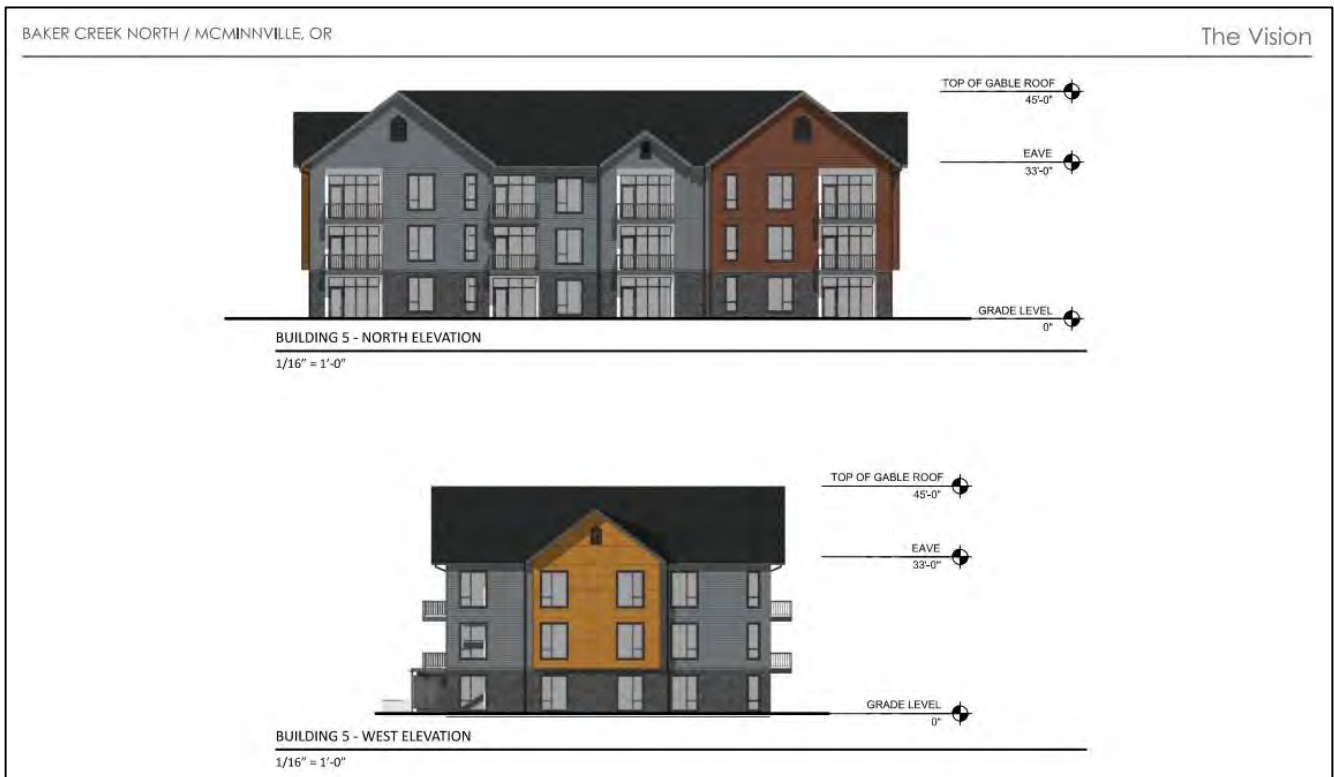 BAKER CREEK NORTH / MCMINNVILLE, OR
The Vision
TOP OF GABLE ROOF
45'-0"
EAVE
33'-0"
GRADE LEVEL
0"
BUILDING 5 - NORTH ELEVATION
1/16" = 1'-0"
TOP OF GABLE ROOF
45'-0"
EAVE
33'-0"
GRADE LEVEL
0"
BUILDING 5 - WEST ELEVATION
1/16" = 1'-0"